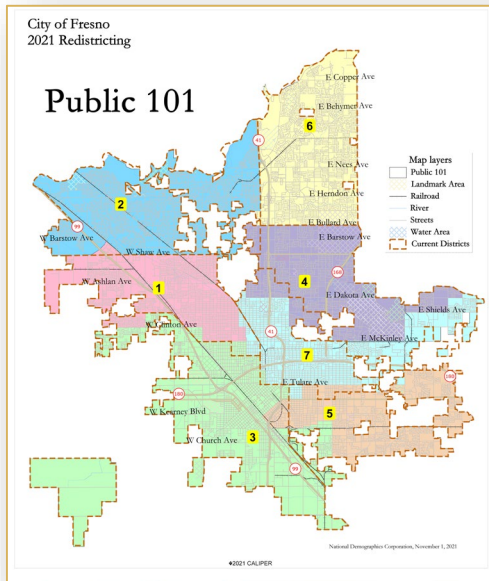 City of Fresno
2021 Redistricting
Public 101
E Copper Ave
E Behymer Ave
6
41
E Nees Ave
Map layers
Public 101
Landmark Area
Railroad
River
Streets
Water Area
Current Districts
E Herndon Ave
2
99
E Bullard Ave
W Barstow Ave
E Barstow Ave
W Shaw Ave
168
W Ashlan Ave
1
4
E Dakota Ave
E Shields Ave
W Clinton Ave
41
E McKinley Ave
7
180
E Tulare Ave
180
W Kearney Blvd
5
W Church Ave
3
99
National Demographics Corporation, November 1, 2021
©2021 CALIPER